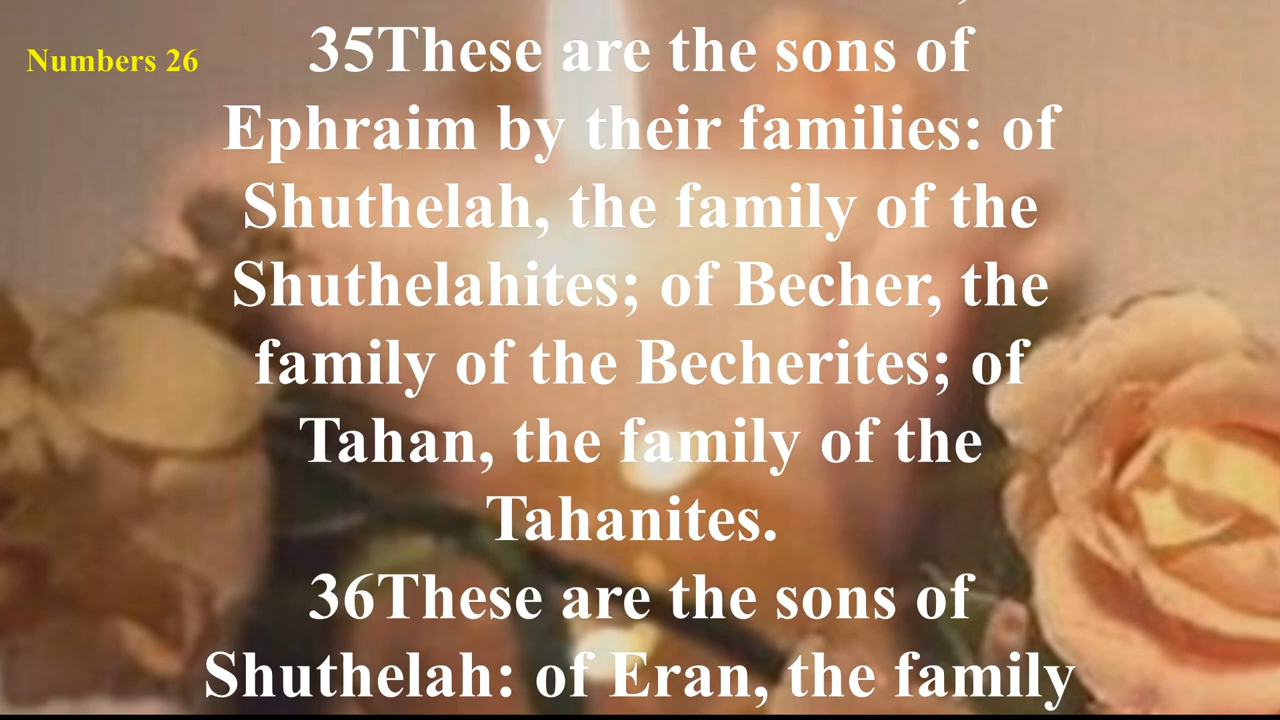 Numbers 26
35These are the sons of
Ephraim by their families: of
Shuthelah, the family of the
Shuthelahites; of Becher, the
family of the Becherites; of
Tahan, the family of the
Tahanites.
36These are the sons of
Shuthelah: of Eran, the family